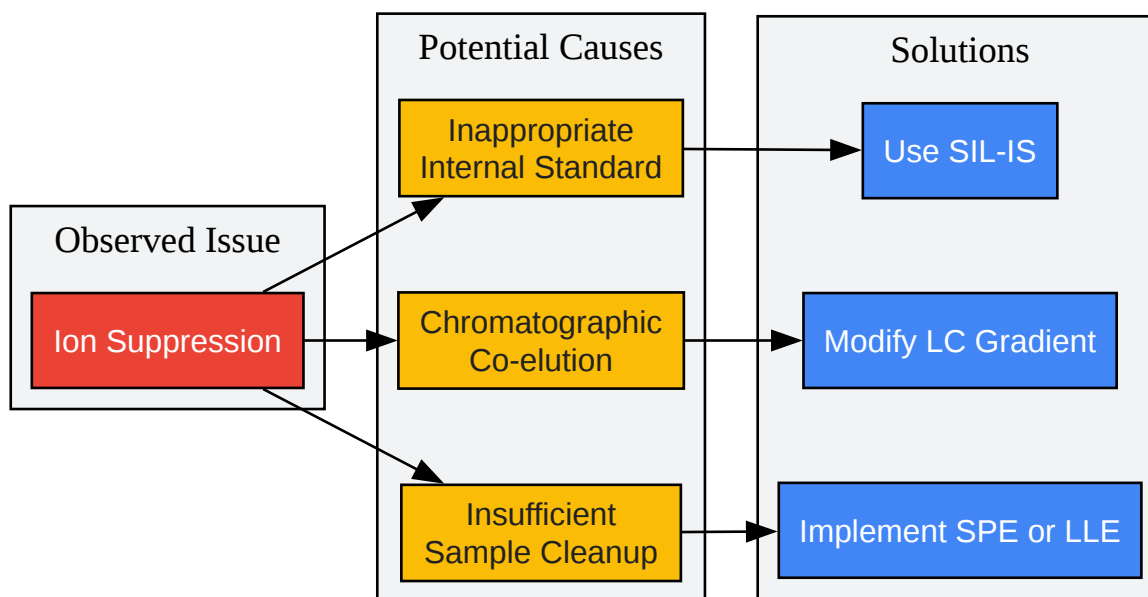 Observed Issue
Ion Suppression
Potential Causes
Inappropriate
Internal Standard
Chromatographic
Co-elution
Insufficient
Sample Cleanup
Solutions
Use SIL-IS
Modify LC Gradient
Implement SPE or LLE